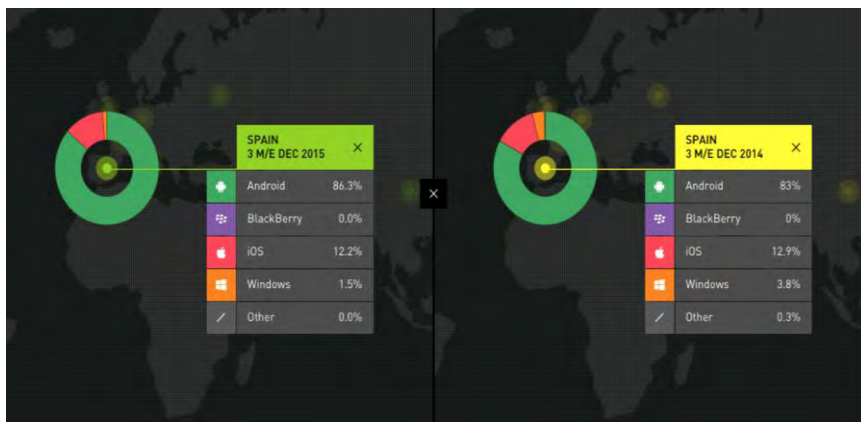 SPAIN
3 M/E DEC 2015 ×
Android 86.3%
BlackBerry 0.0%
iOS 12.2%
Windows 1.5%
Other 0.0%
×
SPAIN
3 M/E DEC 2014 ×
Android 83%
BlackBerry 0%
iOS 12.9%
Windows 3.8%
Other 0.3%